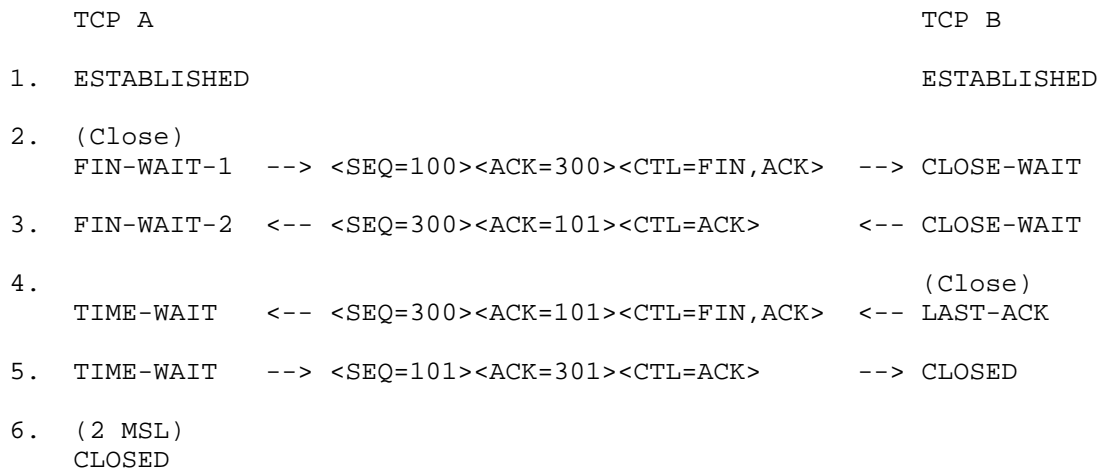 TCP A                                                TCP B
1.  ESTABLISHED                                          ESTABLISHED
2.  (Close)
FIN-WAIT-1  --> <SEQ=100><ACK=300><CTL=FIN,ACK>  --> CLOSE-WAIT
3.  FIN-WAIT-2  <-- <SEQ=300><ACK=101><CTL=ACK>      <-- CLOSE-WAIT
4.                                                       (Close)
TIME-WAIT   <-- <SEQ=300><ACK=101><CTL=FIN,ACK>  <-- LAST-ACK
5.  TIME-WAIT   --> <SEQ=101><ACK=301><CTL=ACK>      --> CLOSED
6.  (2 MSL)
CLOSED